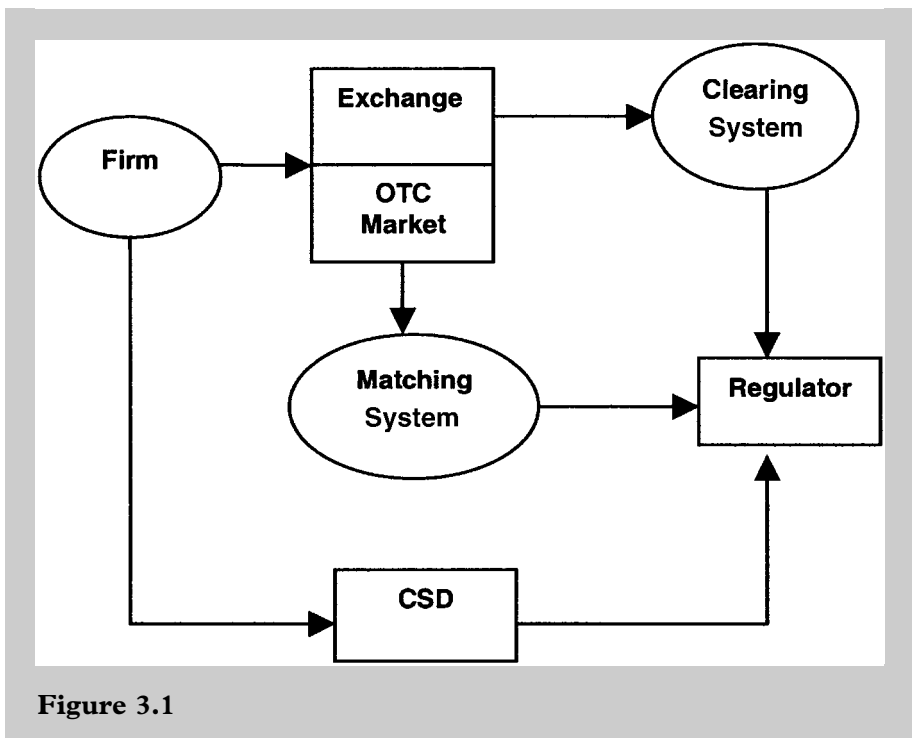 Firm
Exchange
OTC
Market
Clearing
System
Matching
System
Regulator
CSD
Figure 3.1